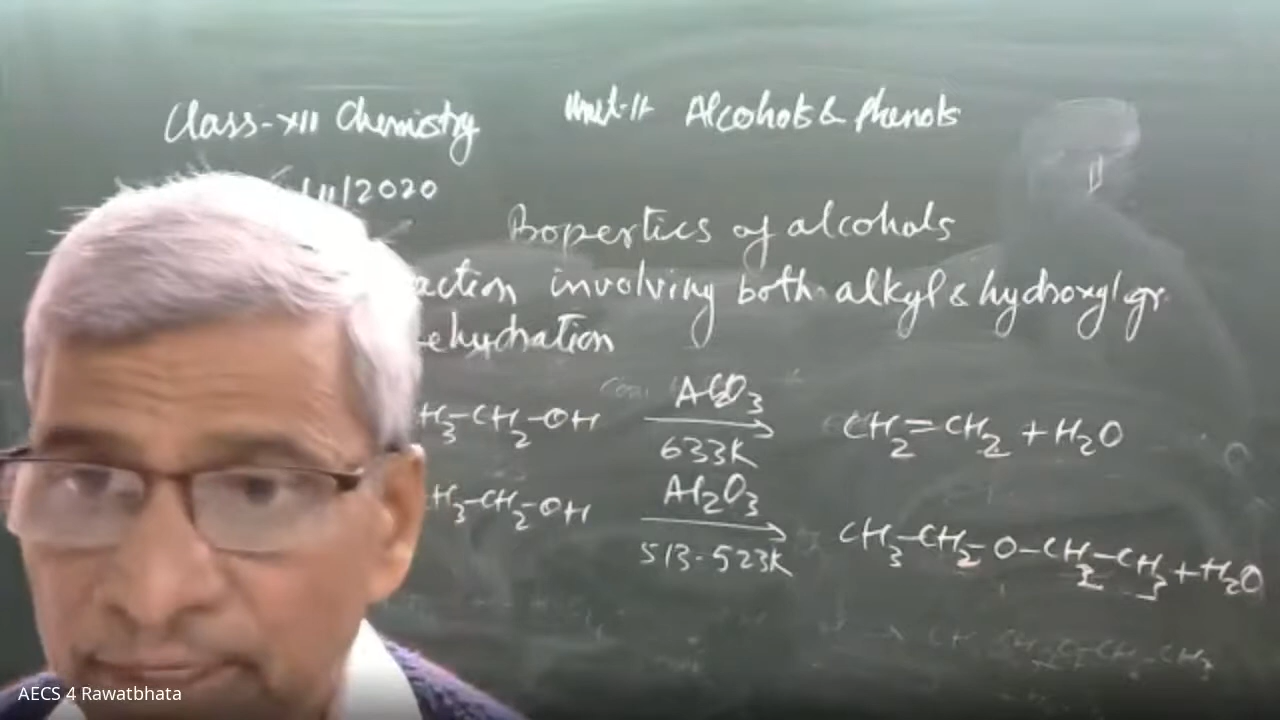 Class-XII Chemistry Unit-11 Alcohols & Phenols
/11/2020
Properties of alcohols
action involving both alkyl & hydroxyl gr.
ehydration
H3-CH2-OH Al2O3 633K CH2=CH2 + H2O
H3-CH2-OH Al2O3 513-523K CH3-CH2-O-CH2-CH3+H2O
AECS 4 Rawatbhata